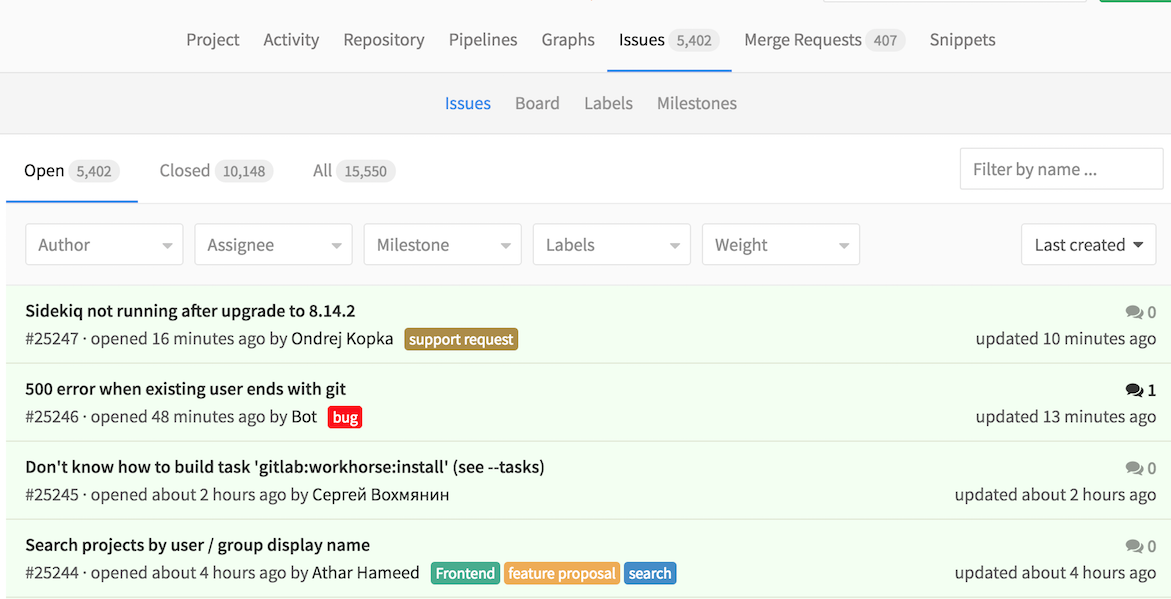 Project Activity Repository Pipelines Graphs Issues 5,402 Merge Requests 407 Snippets
Issues Board Labels Milestones
Open 5,402 Closed 10,148 All 15,550 Filter by name ...
Author Assignee Milestone Labels Weight Last created
Sidekiq not running after upgrade to 8.14.2 0
#25247 · opened 16 minutes ago by Ondrej Kopka support request updated 10 minutes ago
500 error when existing user ends with git 1
#25246 · opened 48 minutes ago by Bot bug updated 13 minutes ago
Don't know how to build task 'gitlab:workhorse:install' (see --tasks) 0
#25245 · opened about 2 hours ago by Сергей Вохмянин updated about 2 hours ago
Search projects by user / group display name 0
#25244 · opened about 4 hours ago by Athar Hameed Frontend feature proposal search updated about 4 hours ago